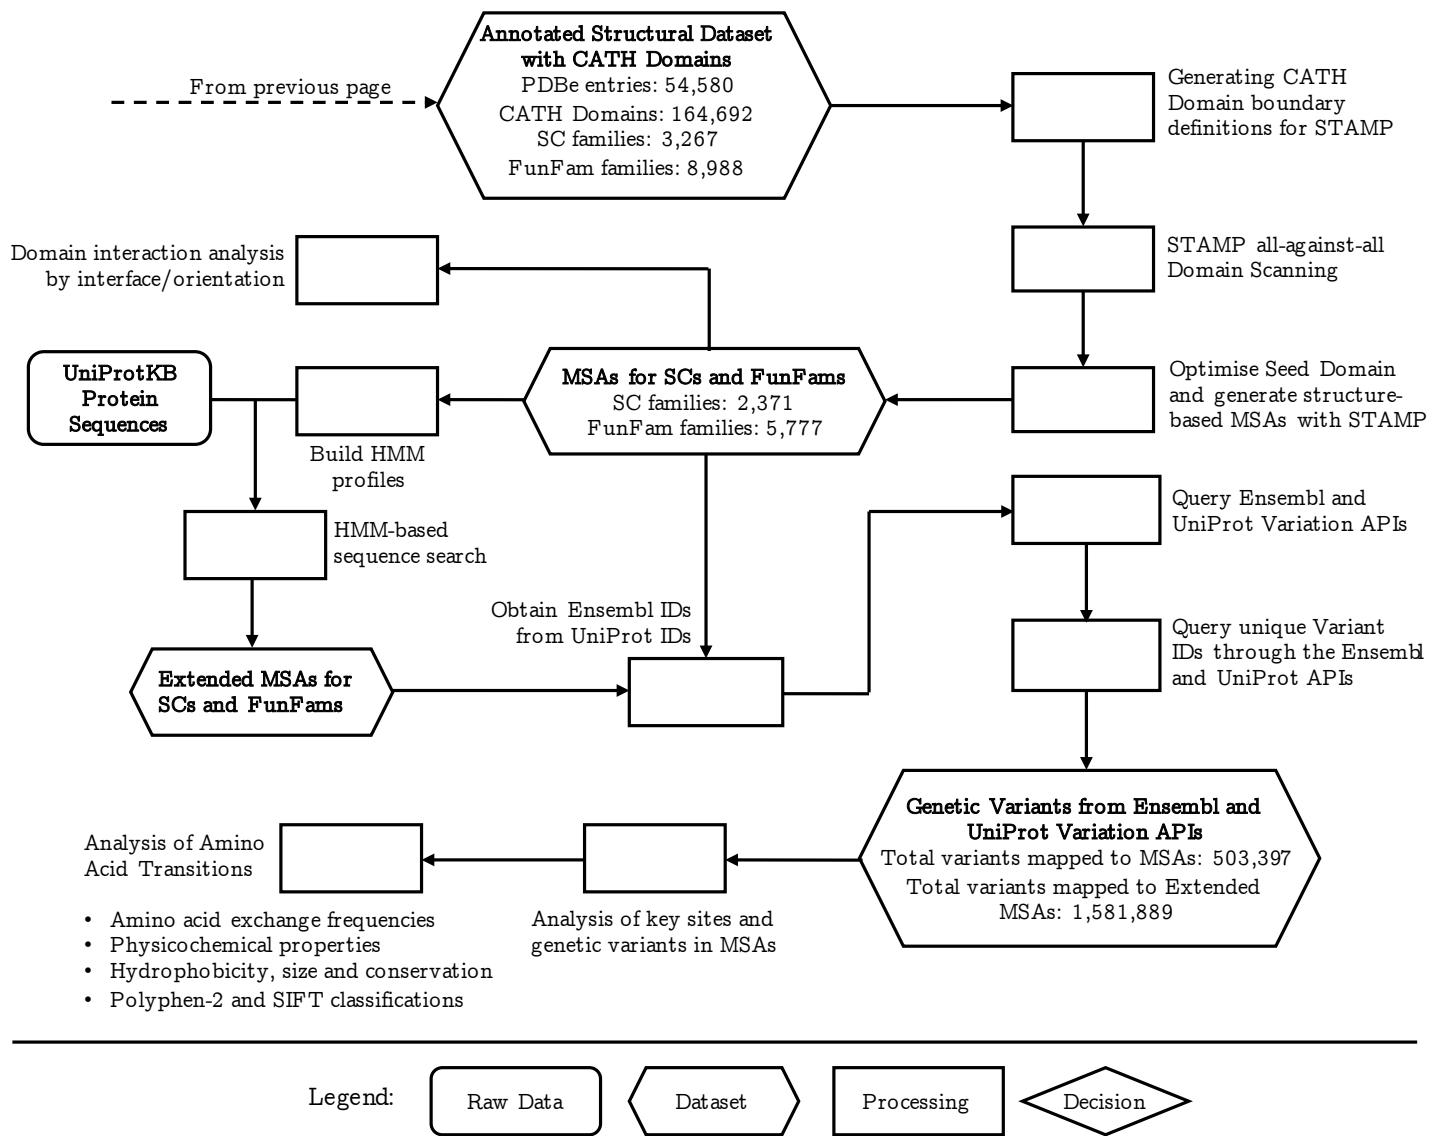 Annotated Structural Dataset
with CATH Domains
PDBe entries: 54,580
CATH Domains: 164,692
SC families: 3,267
FunFam families: 8,988
From previous page
Generating CATH
Domain boundary
definitions for STAMP
STAMP all-against-all
Domain Scanning
Domain interaction analysis
by interface/orientation
UniProtKB
Protein
Sequences
Build HMM
profiles
MSAs for SCs and FunFams
SC families: 2,371
FunFam families: 5,777
Optimise Seed Domain
and generate structure-
based MSAs with STAMP
HMM-based
sequence search
Query Ensembl and
UniProt Variation APIs
Obtain Ensembl IDs
from UniProt IDs
Query unique Variant
IDs through the Ensembl
and UniProt APIs
Extended MSAs for
SCs and FunFams
Genetic Variants from Ensembl and
UniProt Variation APIs
Total variants mapped to MSAs: 503,397
Total variants mapped to Extended
MSAs: 1,581,889
Analysis of key sites and
genetic variants in MSAs
Analysis of Amino
Acid Transitions
• Amino acid exchange frequencies
• Physicochemical properties
• Hydrophobicity, size and conservation
• Polyphen-2 and SIFT classifications
Legend:
Raw Data
Dataset
Processing
Decision